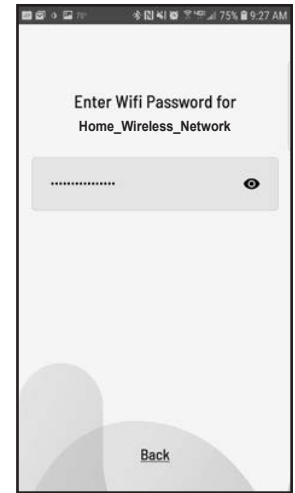 75% 9:27 AM
Enter Wifi Password for
Home_Wireless_Network
................
Back